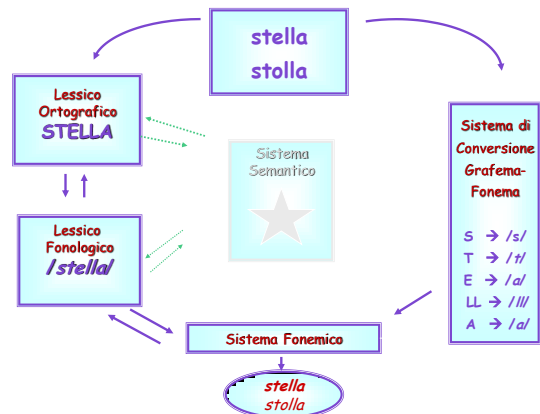 stella
stolla
Lessico
Ortografico
STELLA
Sistema
Semantico
Lessico
Fonologico
/stella/
Sistema di
Conversione
Grafema-
Fonema
S → /s/
T → /t/
E → /a/
LL → /ll/
A → /a/
Sistema Fonemico
stella
stolla